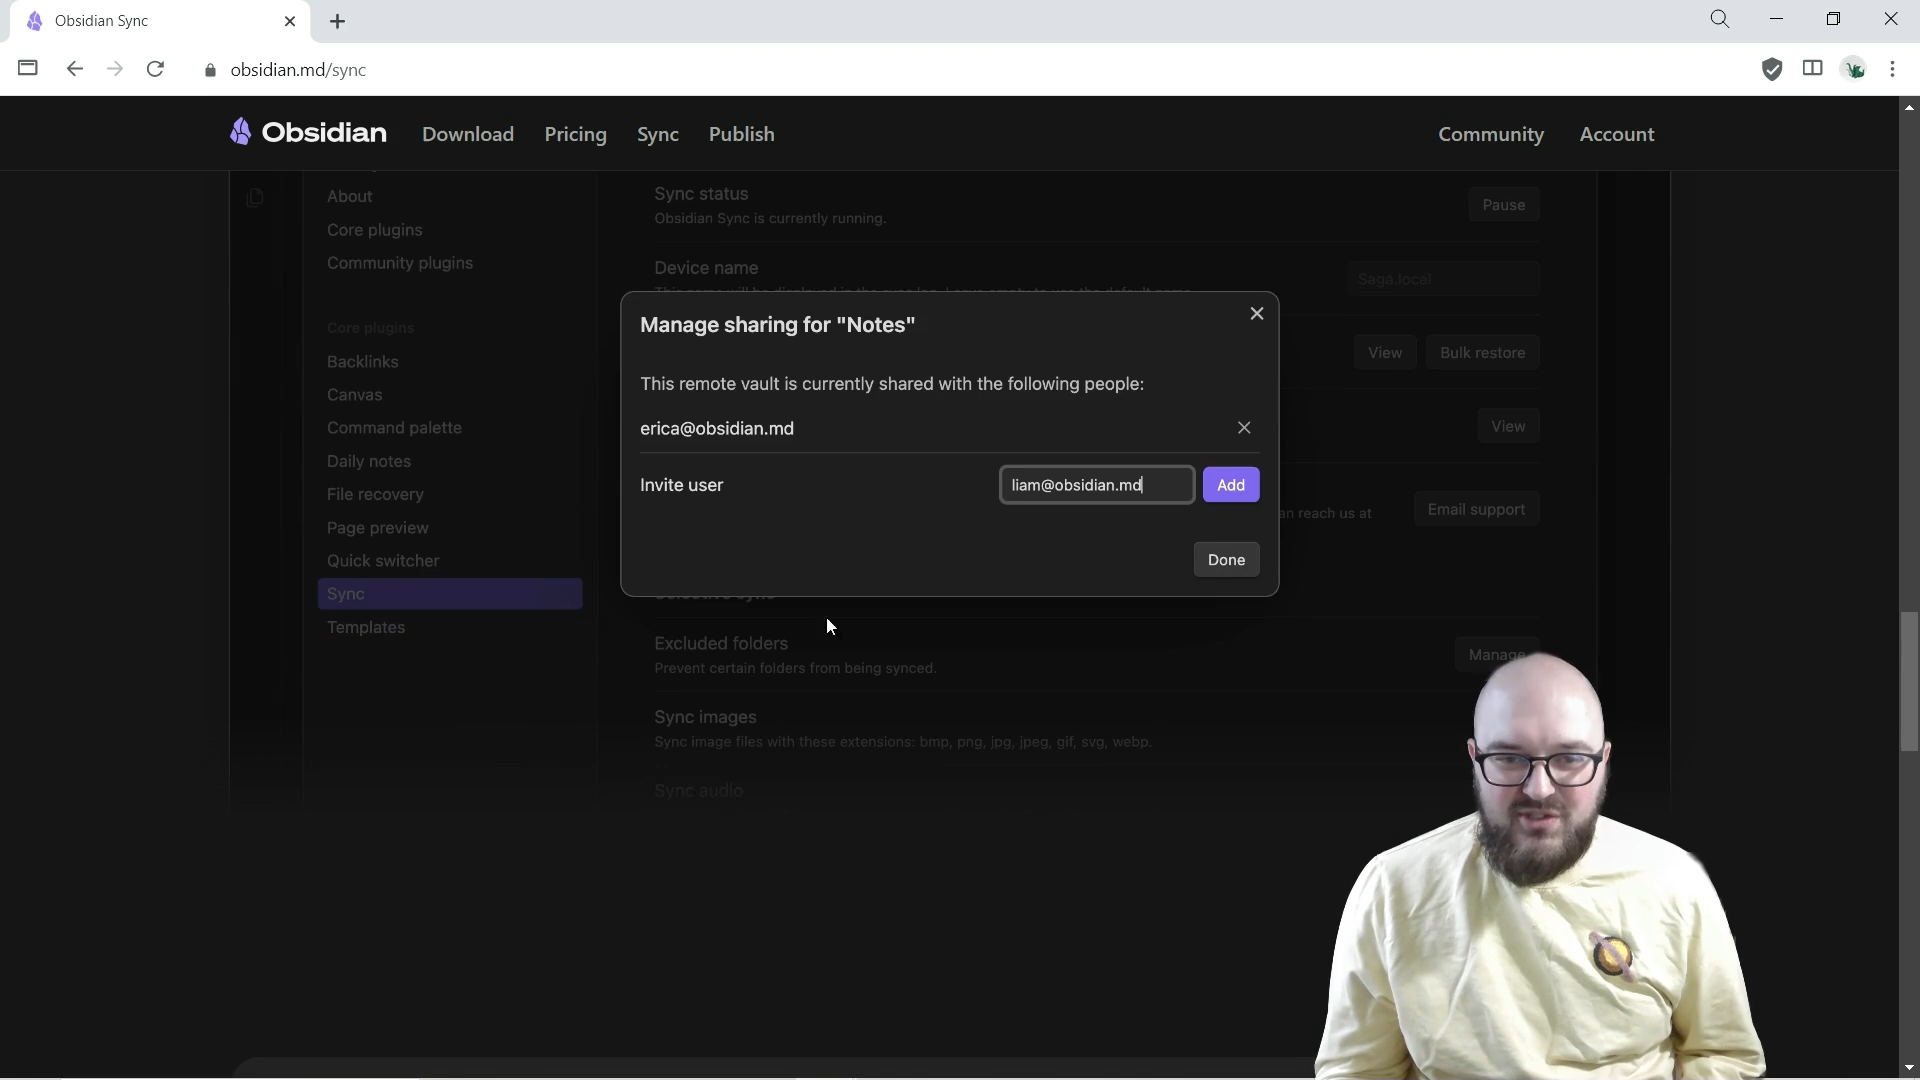 Obsidian Sync
obsidian.md/sync
Obsidian
Download
Pricing
Sync
Publish
Community
Account
About
Core plugins
Community plugins
Core plugins
Backlinks
Canvas
Command palette
Daily notes
File recovery
Page preview
Quick switcher
Sync
Templates
Sync status
Obsidian Sync is currently running.
Pause
Device name
Saga.local
View
Bulk restore
View
an reach us at
Email support
Manage sharing for "Notes"
This remote vault is currently shared with the following people:
erica@obsidian.md
Invite user
liam@obsidian.md
Add
Done
Excluded folders
Prevent certain folders from being synced.
Manage
Sync images
Sync image files with these extensions: bmp, png, jpg, jpeg, gif, svg, webp.
Sync audio